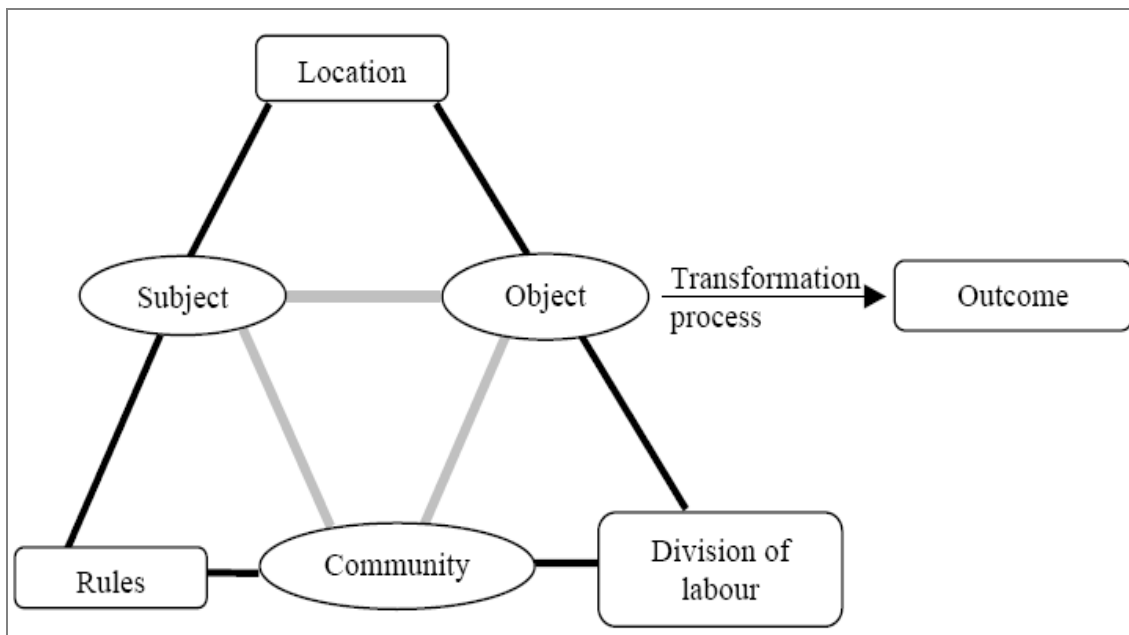 Location
Subject
Object
Transformation
process
Outcome
Rules
Community
Division of
labour